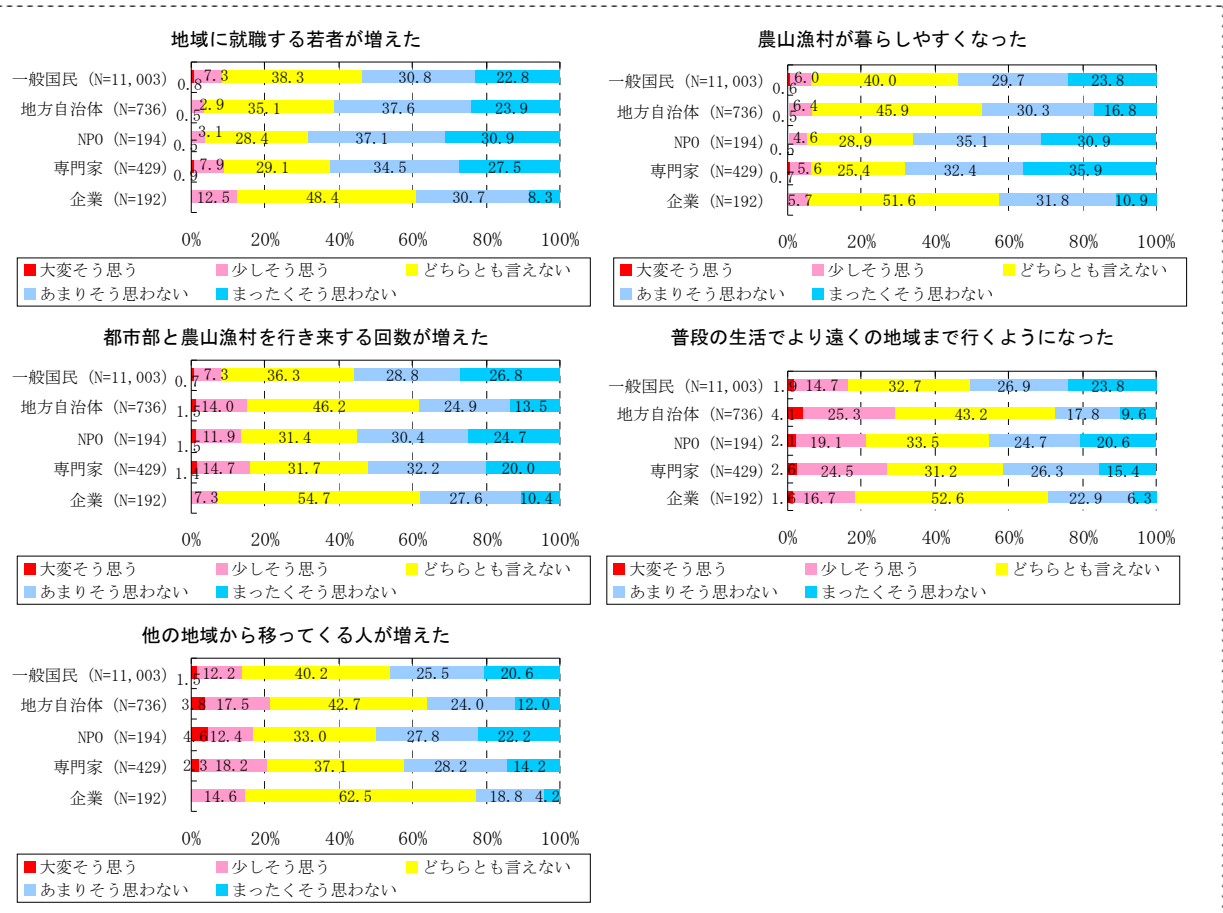 地域に就職する若者が増えた
一般国民 (N=11,003) 0.8 7.3 38.3 30.8 22.8
地方自治体 (N=736) 0.5 2.9 35.1 37.6 23.9
NPO (N=194) 0.5 3.1 28.4 37.1 30.9
専門家 (N=429) 0.9 7.9 29.1 34.5 27.5
企業 (N=192) 12.5 48.4 30.7 8.3
0% 20% 40% 60% 80% 100%
大変そう思う 少しそう思う どちらとも言えない
あまりそう思わない まったくそう思わない
農山漁村が暮らしやすくなった
一般国民 (N=11,003) 0.6 6.0 40.0 29.7 23.8
地方自治体 (N=736) 0.5 6.4 45.9 30.3 16.8
NPO (N=194) 0.5 4.6 28.9 35.1 30.9
専門家 (N=429) 0.7 5.6 25.4 32.4 35.9
企業 (N=192) 5.7 51.6 31.8 10.9
0% 20% 40% 60% 80% 100%
大変そう思う 少しそう思う どちらとも言えない
あまりそう思わない まったくそう思わない
都市部と農山漁村を行き来する回数が増えた
一般国民 (N=11,003) 0.7 7.3 36.3 28.8 26.8
地方自治体 (N=736) 1.5 14.0 46.2 24.9 13.5
NPO (N=194) 1.5 11.9 31.4 30.4 24.7
専門家 (N=429) 1.4 14.7 31.7 32.2 20.0
企業 (N=192) 7.3 54.7 27.6 10.4
0% 20% 40% 60% 80% 100%
大変そう思う 少しそう思う どちらとも言えない
あまりそう思わない まったくそう思わない
普段の生活でより遠くの地域まで行くようになった
一般国民 (N=11,003) 1.9 14.7 32.7 26.9 23.8
地方自治体 (N=736) 4.1 25.3 43.2 17.8 9.6
NPO (N=194) 2.1 19.1 33.5 24.7 20.6
専門家 (N=429) 2.6 24.5 31.2 26.3 15.4
企業 (N=192) 1.6 16.7 52.6 22.9 6.3
0% 20% 40% 60% 80% 100%
大変そう思う 少しそう思う どちらとも言えない
あまりそう思わない まったくそう思わない
他の地域から移ってくる人が増えた
一般国民 (N=11,003) 1.5 12.2 40.2 25.5 20.6
地方自治体 (N=736) 3.8 17.5 42.7 24.0 12.0
NPO (N=194) 4.6 12.4 33.0 27.8 22.2
専門家 (N=429) 2.3 18.2 37.1 28.2 14.2
企業 (N=192) 14.6 62.5 18.8 4.2
0% 20% 40% 60% 80% 100%
大変そう思う 少しそう思う どちらとも言えない
あまりそう思わない まったくそう思わない